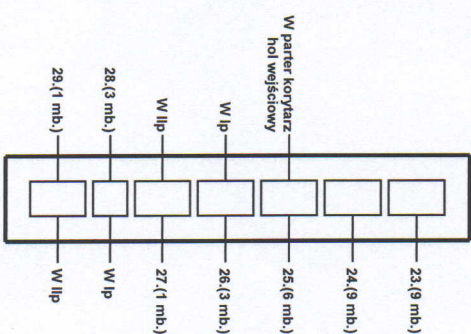 23.(9 mb.)
24.(9 mb.)
25.(6 mb.)
26.(3 mb.)
27.(1 mb.)
W Ip
W IIp
W parter korytarz
hol wejściowy
W Ip
W IIp
28.(3 mb.)
29.(1 mb.)